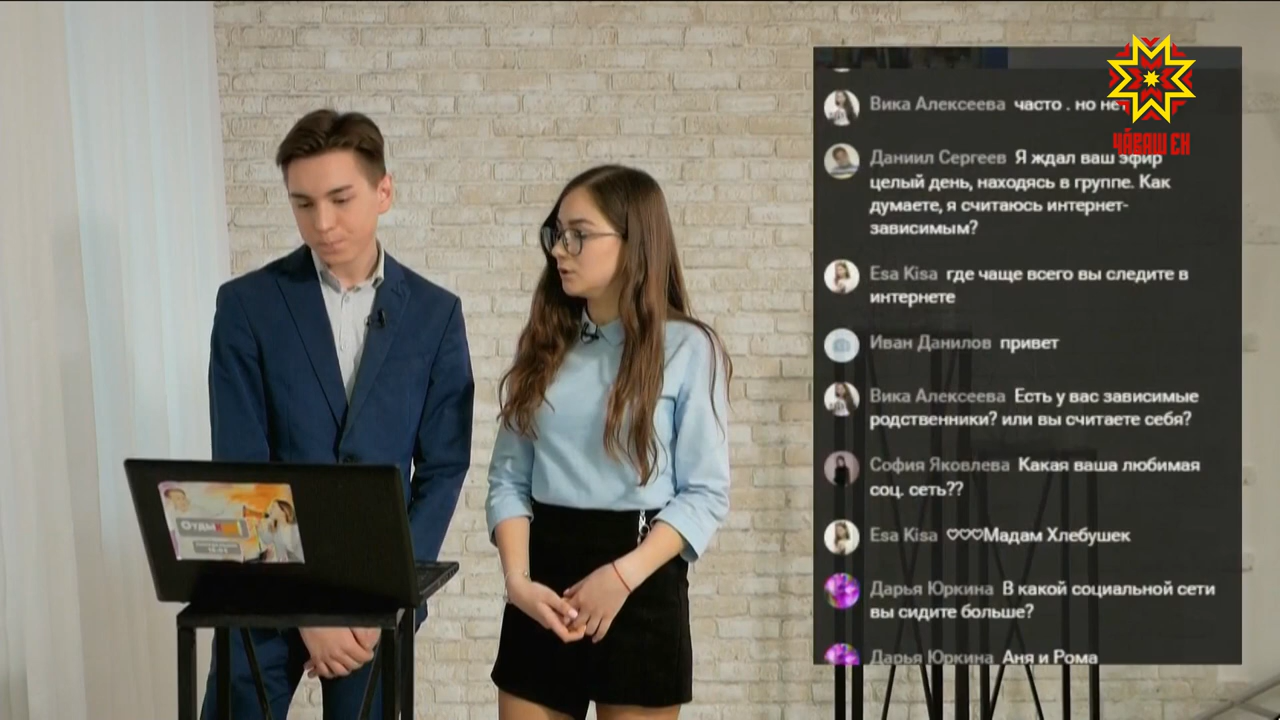 Вика Алексеева часто . но нет
ЧӐВАШ ЕН
Даниил Сергеев Я ждал ваш эфир
целый день, находясь в группе. Как
думаете, я считаюсь интернет-
зависимым?
Esa Kisa где чаще всего вы следите в
интернете
Иван Данилов привет
Вика Алексеева Есть у вас зависимые
родственники? или вы считаете себя?
София Яковлева Какая ваша любимая
соц. сеть??
Esa Kisa ♡♡♡Мадам Хлебушек
Дарья Юркина В какой социальной сети
вы сидите больше?
Дарья Юркина Аня и Рома